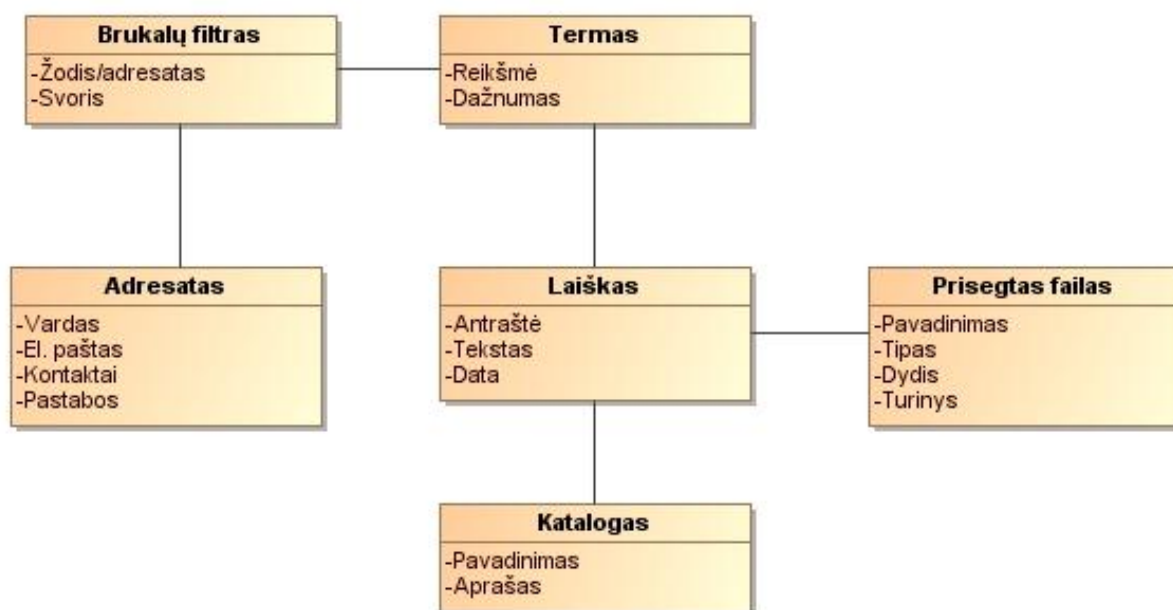 Brukalų filtras
-Žodis/adresatas
-Svoris
Termas
-Reikšmė
-Dažnumas
Adresatas
-Vardas
-El. paštas
-Kontaktai
-Pastabos
Laiškas
-Antraštė
-Tekstas
-Data
Prisegtas failas
-Pavadinimas
-Tipas
-Dydis
-Turinys
Katalogas
-Pavadinimas
-Aprašas